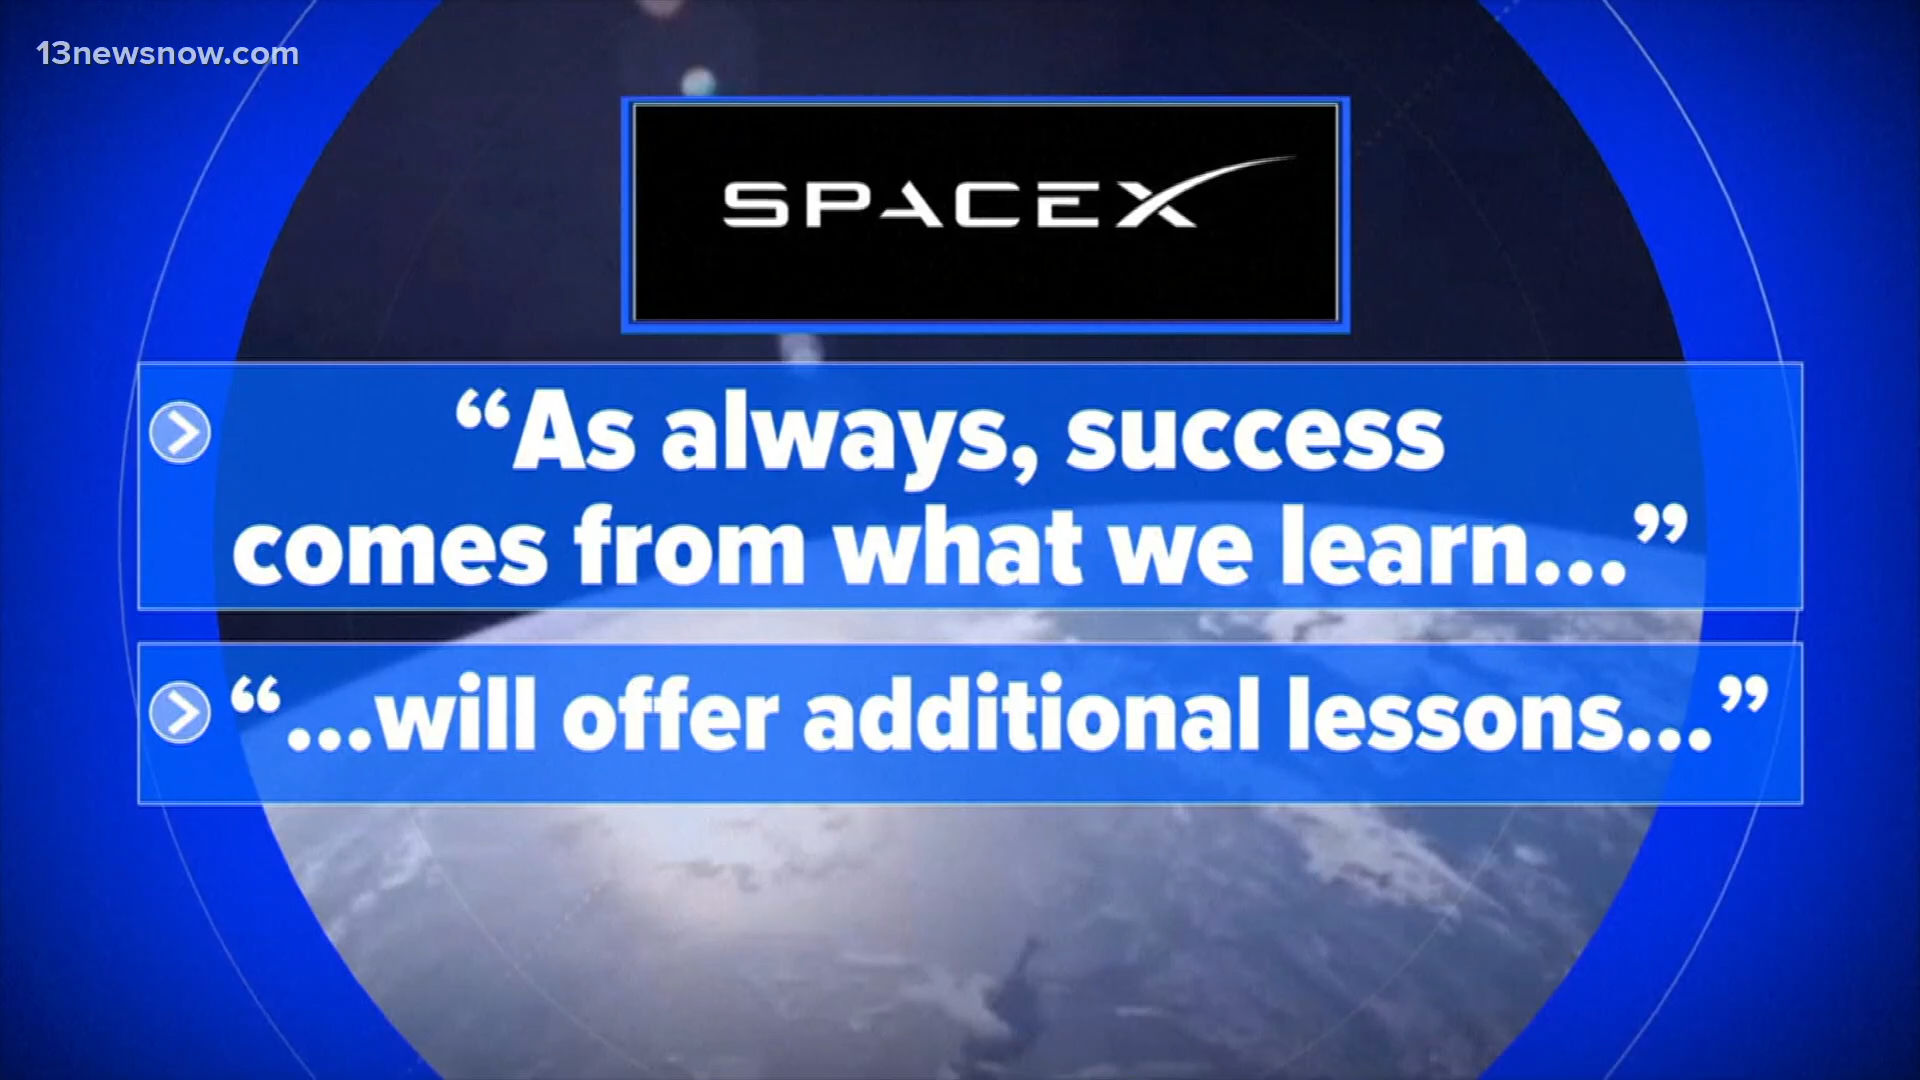 13newsnow.com
SPACEX
“As always, success
comes from what we learn...”
“...will offer additional lessons...”